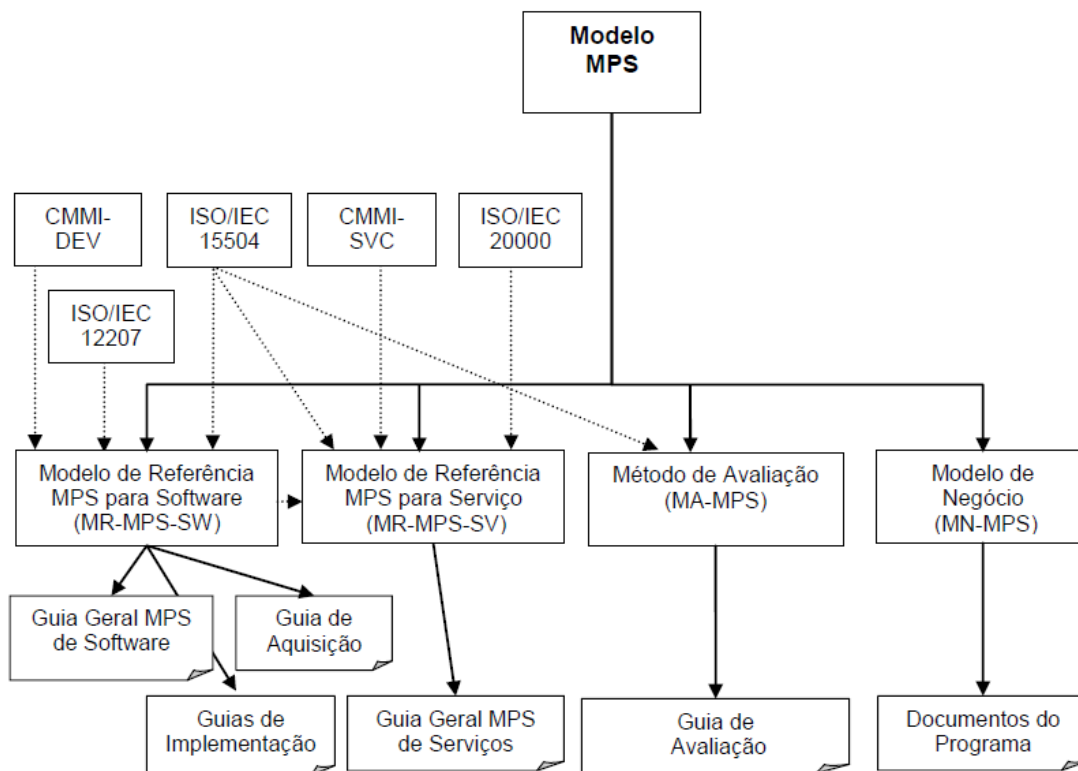 Modelo
MPS
CMMI-
DEV
ISO/IEC
15504
CMMI-
SVC
ISO/IEC
20000
ISO/IEC
12207
Modelo de Referência
MPS para Software
(MR-MPS-SW)
Modelo de Referência
MPS para Serviço
(MR-MPS-SV)
Método de Avaliação
(MA-MPS)
Modelo de
Negócio
(MN-MPS)
Guia Geral MPS
de Software
Guia de
Aquisição
Guias de
Implementação
Guia Geral MPS
de Serviços
Guia de
Avaliação
Documentos do
Programa